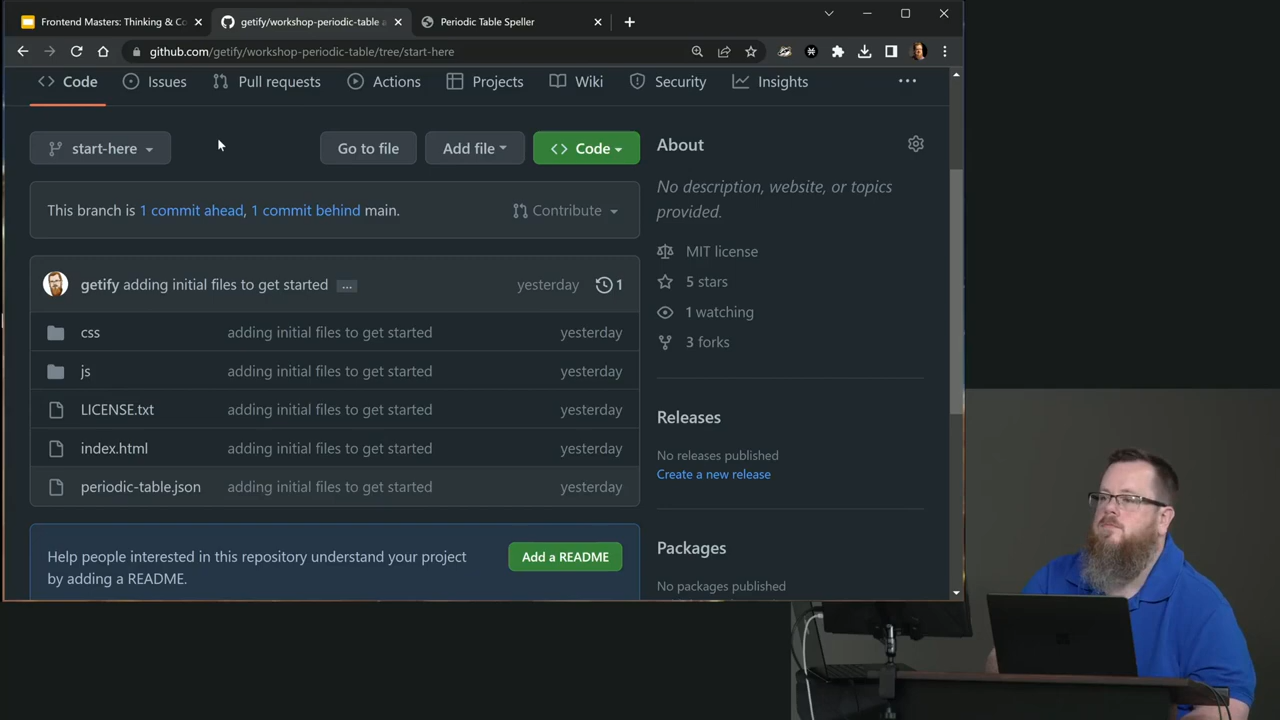 Frontend Masters: Thinking & Co
getify/workshop-periodic-table a
Periodic Table Speller
github.com/getify/workshop-periodic-table/tree/start-here
Code
Issues
Pull requests
Actions
Projects
Wiki
Security
Insights
start-here
Go to file
Add file
Code
This branch is 1 commit ahead, 1 commit behind main.
Contribute
getify adding initial files to get started ...
yesterday
1
css
adding initial files to get started
yesterday
js
adding initial files to get started
yesterday
LICENSE.txt
adding initial files to get started
yesterday
index.html
adding initial files to get started
yesterday
periodic-table.json
adding initial files to get started
yesterday
Help people interested in this repository understand your project
by adding a README.
Add a README
About
No description, website, or topics
provided.
MIT license
5 stars
1 watching
3 forks
Releases
No releases published
Create a new release
Packages
No packages published